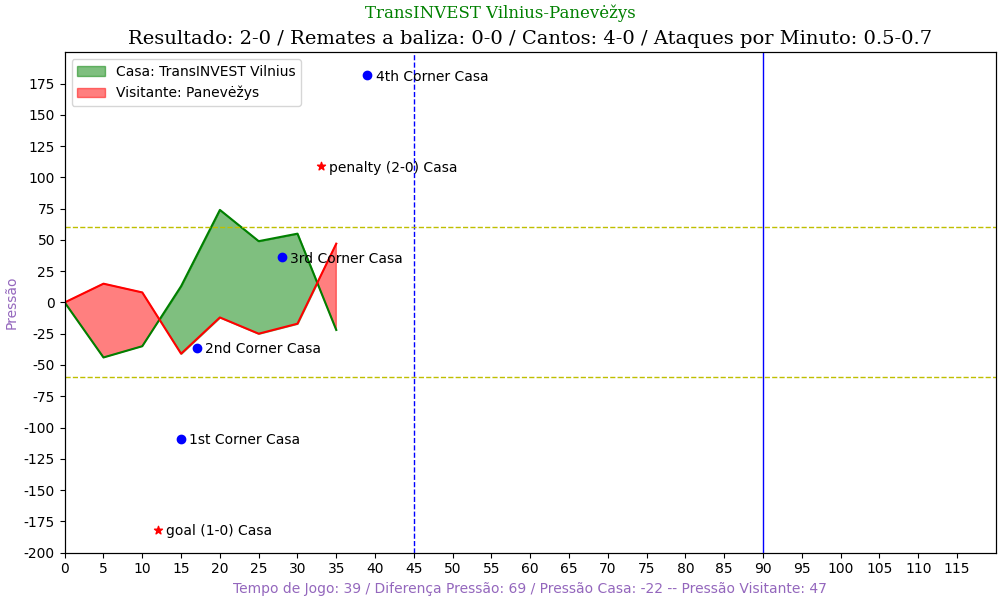 TransINVEST Vilnius-Panevėžys
Resultado: 2-0 / Remates a baliza: 0-0 / Cantos: 4-0 / Ataques por Minuto: 0.5-0.7
Casa: TransINVEST Vilnius
Visitante: Panevėžys
4th Corner Casa
penalty (2-0) Casa
3rd Corner Casa
2nd Corner Casa
1st Corner Casa
goal (1-0) Casa
Pressão
175
150
125
100
75
50
25
0
-25
-50
-75
-100
-125
-150
-175
-200
0 5 10 15 20 25 30 35 40 45 50 55 60 65 70 75 80 85 90 95 100 105 110 115
Tempo de Jogo: 39 / Diferença Pressão: 69 / Pressão Casa: -22 -- Pressão Visitante: 47